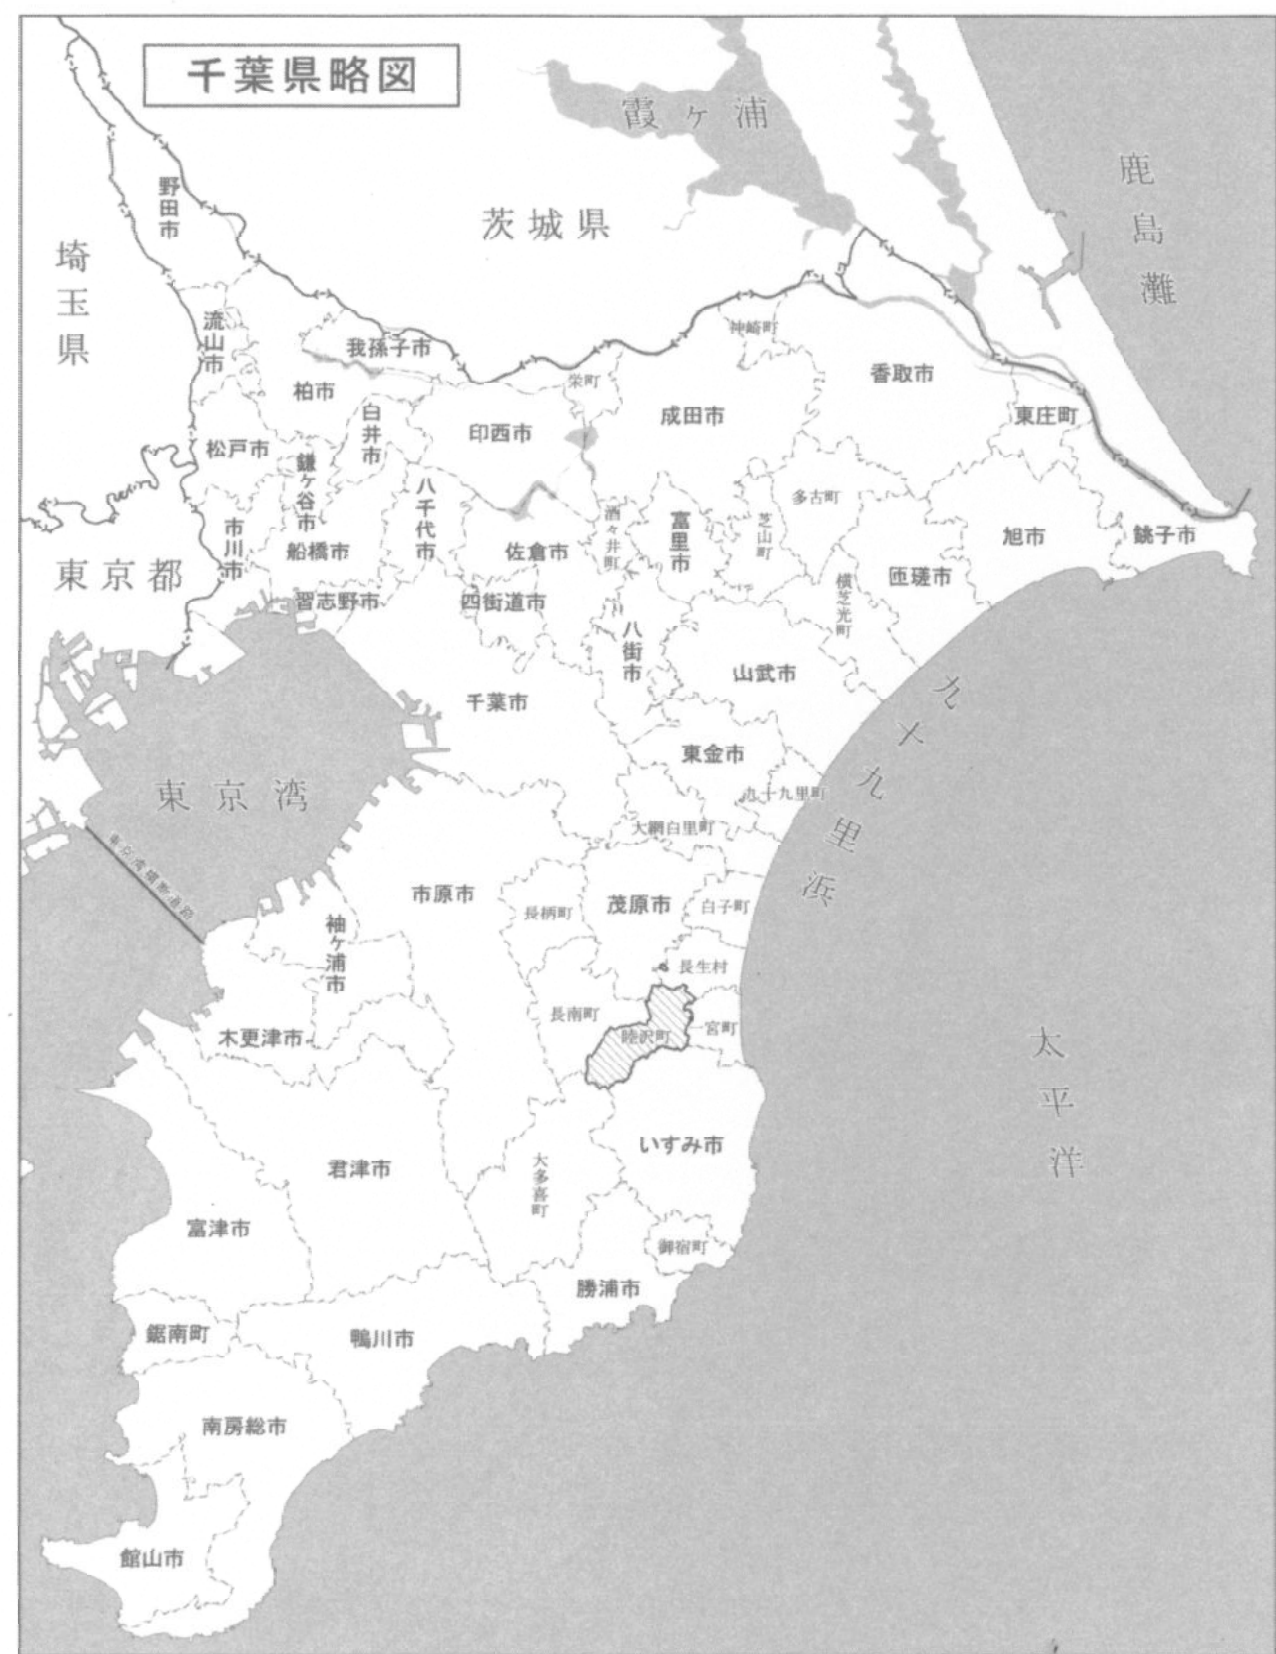 千葉県略図
霞ヶ浦
鹿島灘
茨城県
埼玉県
野田市
流山市
我孫子市
柏市
白井市
印西市
栄町
神崎町
成田市
香取市
東庄町
松戸市
鎌ヶ谷市
八千代市
市川市
船橋市
習志野市
佐倉市
四街道市
酒々井町
富里市
芝山町
多古町
横芝光町
匝瑳市
旭市
銚子市
東京都
八街市
山武市
千葉市
東金市
九十九里町
大網白里町
九十九里浜
東京湾
東京湾横断道路
市原市
長柄町
茂原市
白子町
袖ヶ浦市
長生村
長南町
睦沢町
一宮町
木更津市
太平洋
いすみ市
君津市
大多喜町
富津市
御宿町
勝浦市
鋸南町
鴨川市
南房総市
館山市